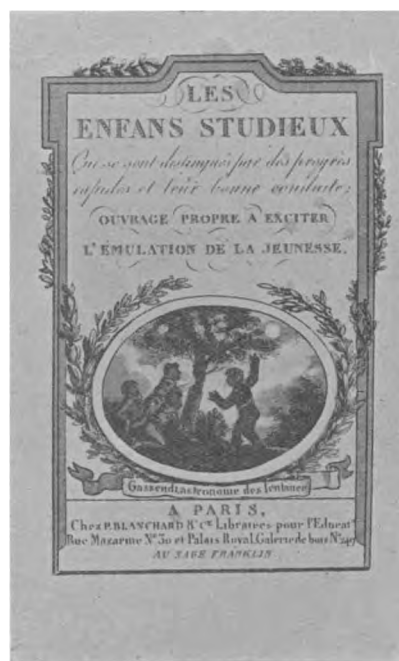 LES
ENFANS STUDIEUX
Qui se sont distingués par des progrès
rapides et leur bonne conduite;
OUVRAGE PROPRE A EXCITER
L'ÉMULATION DE LA JEUNESSE.
Gassendi, astronome dès l'enfance
A PARIS,
Chez P. BLANCHARD & Cie. Libraires pour l'Educat.
Rue Mazarine No. 30 et Palais Royal, Galerie de bois No. 249
AU SAGE FRANKLIN